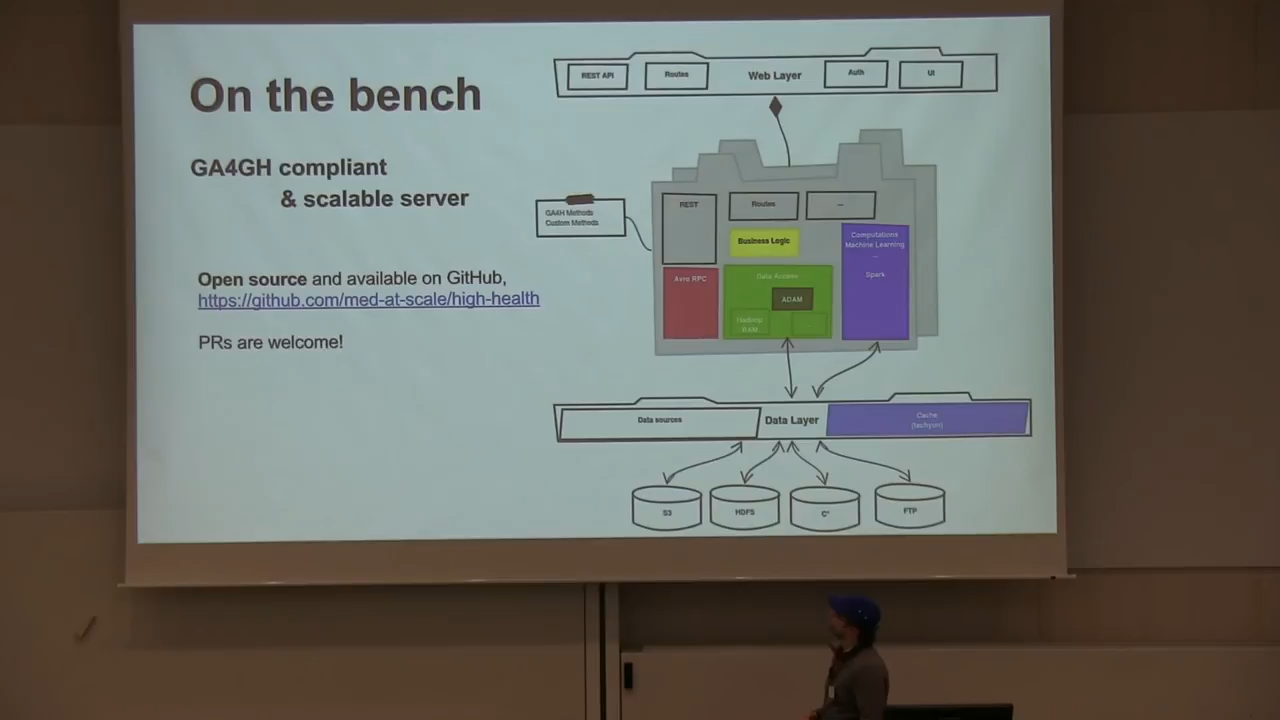 On the bench
GA4GH compliant
& scalable server
Open source and available on GitHub,
https://github.com/med-at-scale/high-health
PRs are welcome!
REST API
Routes
Web Layer
Auth
UI
GA4H Methods
Custom Methods
REST
Routes
...
Business Logic
Computations
Machine Learning
...
Spark
Avro RPC
Data Access
ADAM
Hadoop
BAM
...
Data sources
Data Layer
Cache
(tachyon)
S3
HDFS
C*
FTP